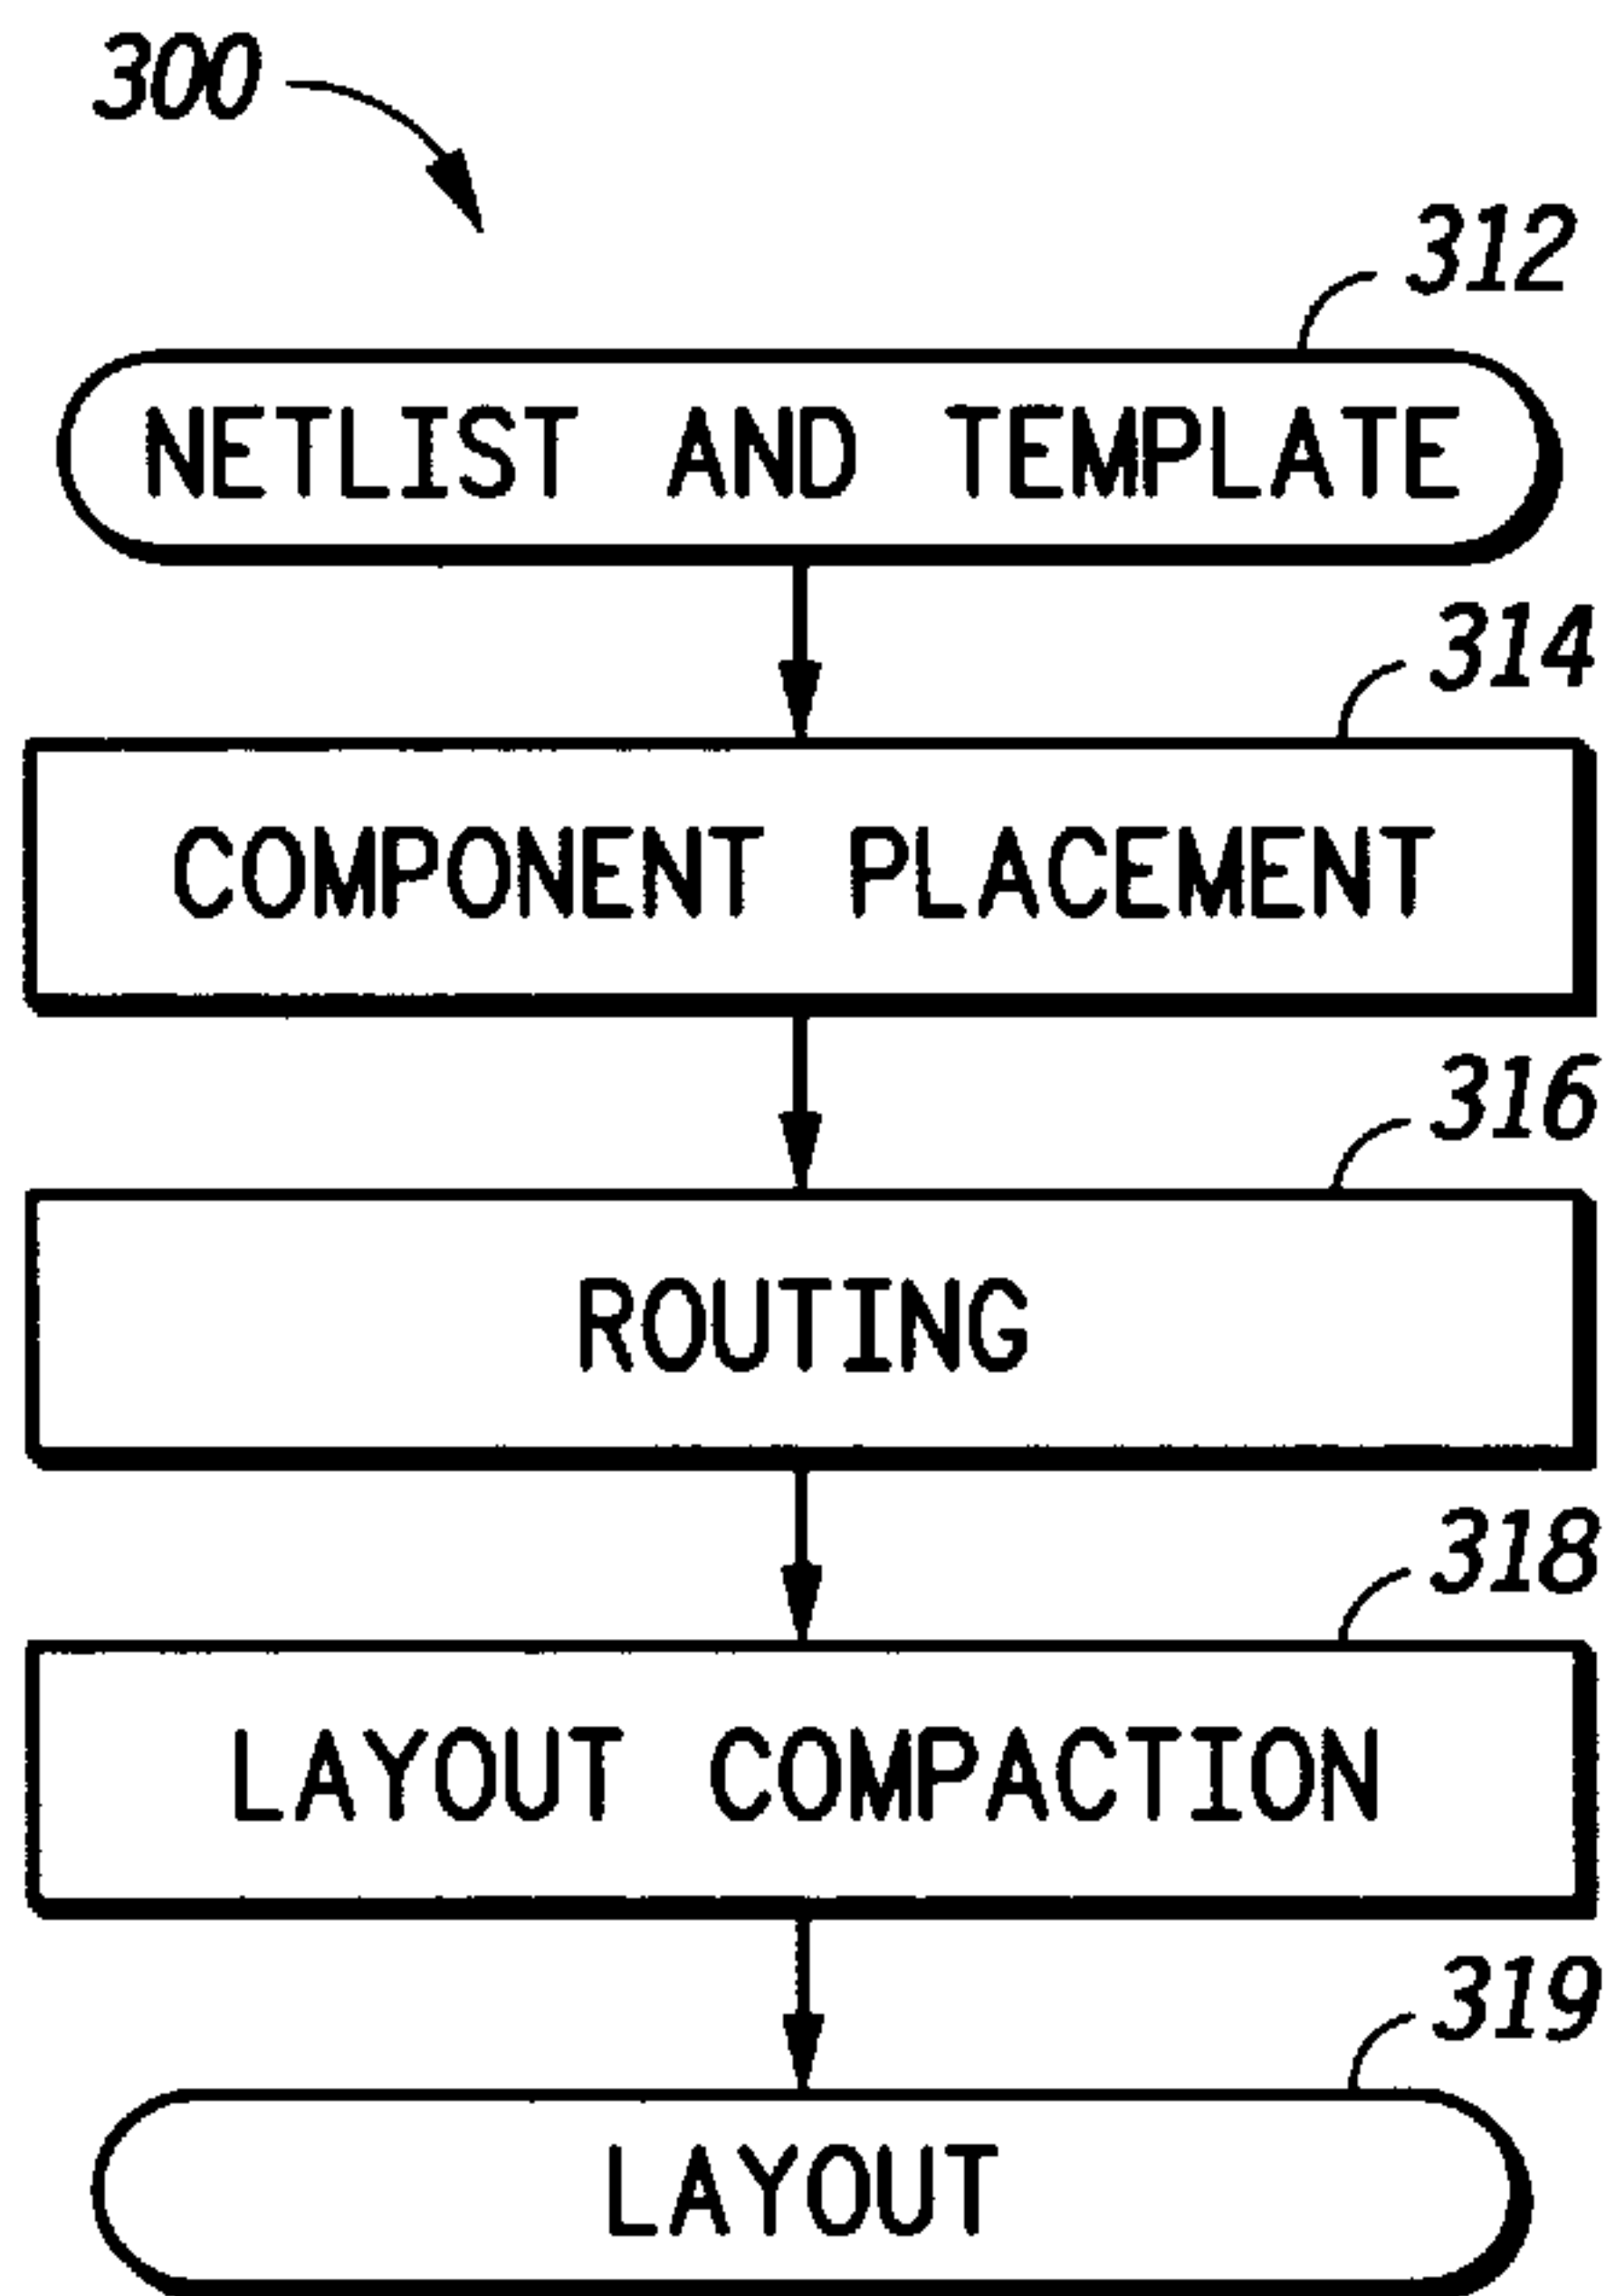 300
312
NETLIST AND TEMPLATE
314
COMPONENT PLACEMENT
316
ROUTING
318
LAYOUT COMPACTION
319
LAYOUT